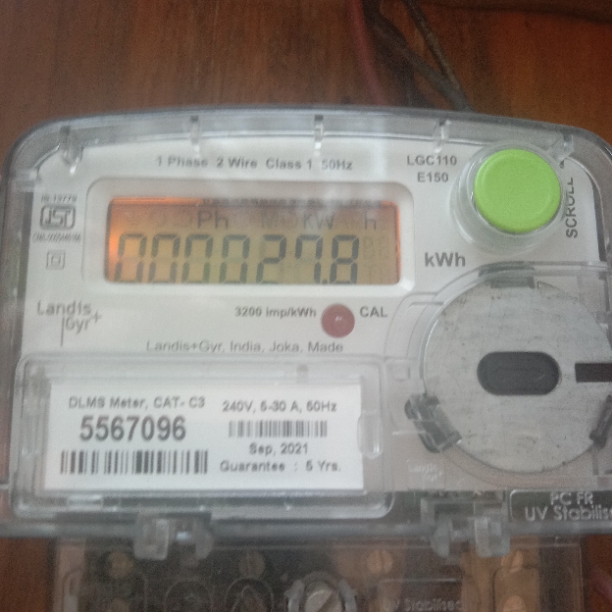 1 Phase 2 Wire Class 1 50Hz
LGC110
E150
SCROLL
Ph M KW h
000027.8
kWh
Landis
Gyr+
3200 imp/kWh CAL
Landis+Gyr, India, Joka, Made
DLMS Meter, CAT- C3
240V, 5-30 A, 50Hz
5567096
Sep, 2021
Guarantee : 5 Yrs.
PC FR
UV Stabilise